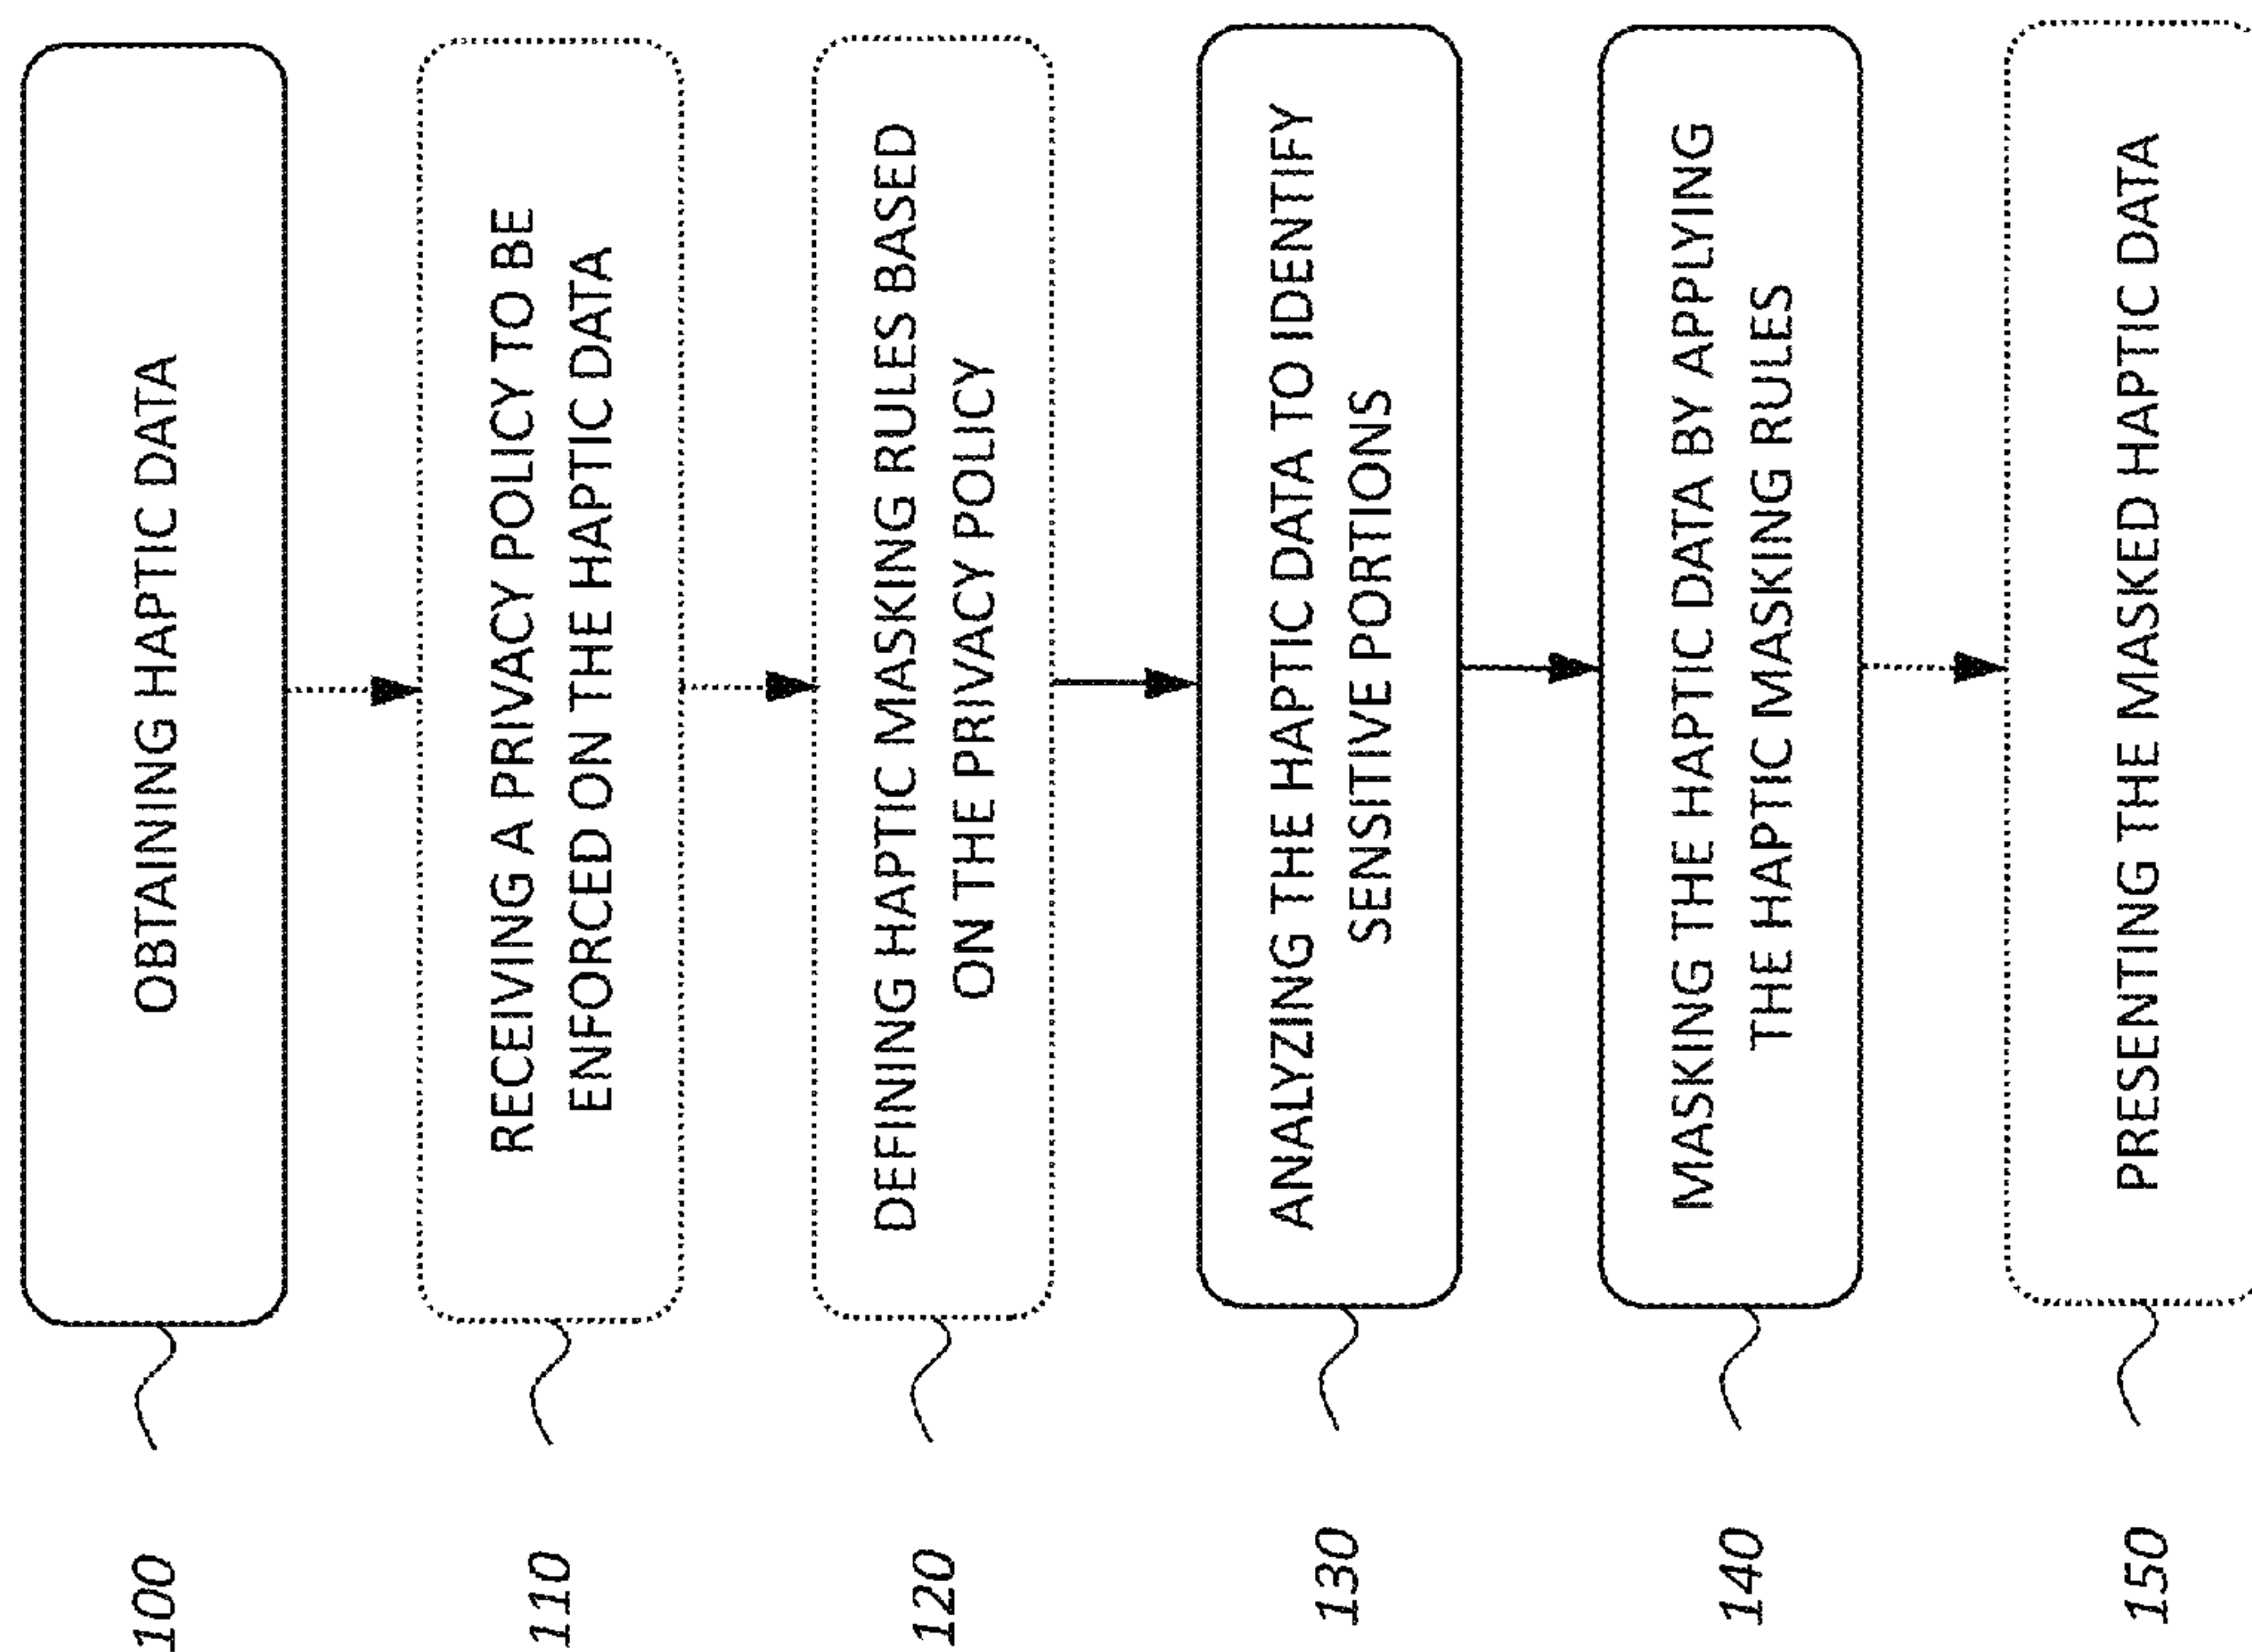 100
OBTAINING HAPTIC DATA
110
RECEIVING A PRIVACY POLICY TO BE
ENFORCED ON THE HAPTIC DATA
120
DEFINING HAPTIC MASKING RULES BASED
ON THE PRIVACY POLICY
130
ANALYZING THE HAPTIC DATA TO IDENTIFY
SENSITIVE PORTIONS
140
MASKING THE HAPTIC DATA BY APPLYING
THE HAPTIC MASKING RULES
150
PRESENTING THE MASKED HAPTIC DATA